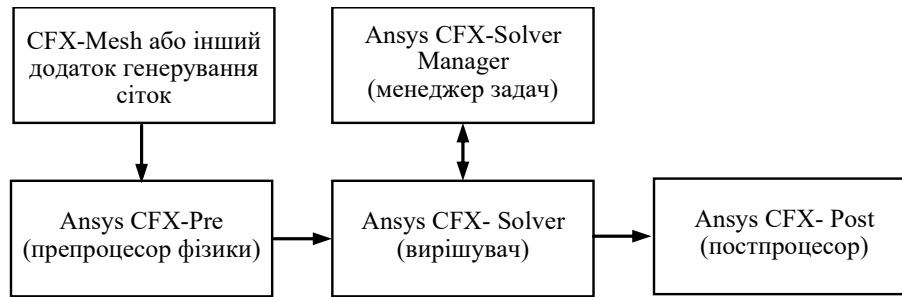 CFX-Mesh або інший
додаток генерування
сіток
Ansys CFX-Solver
Manager
(менеджер задач)
Ansys CFX-Pre
(препроцесор фізики)
Ansys CFX- Solver
(вирішувач)
Ansys CFX- Post
(постпроцесор)